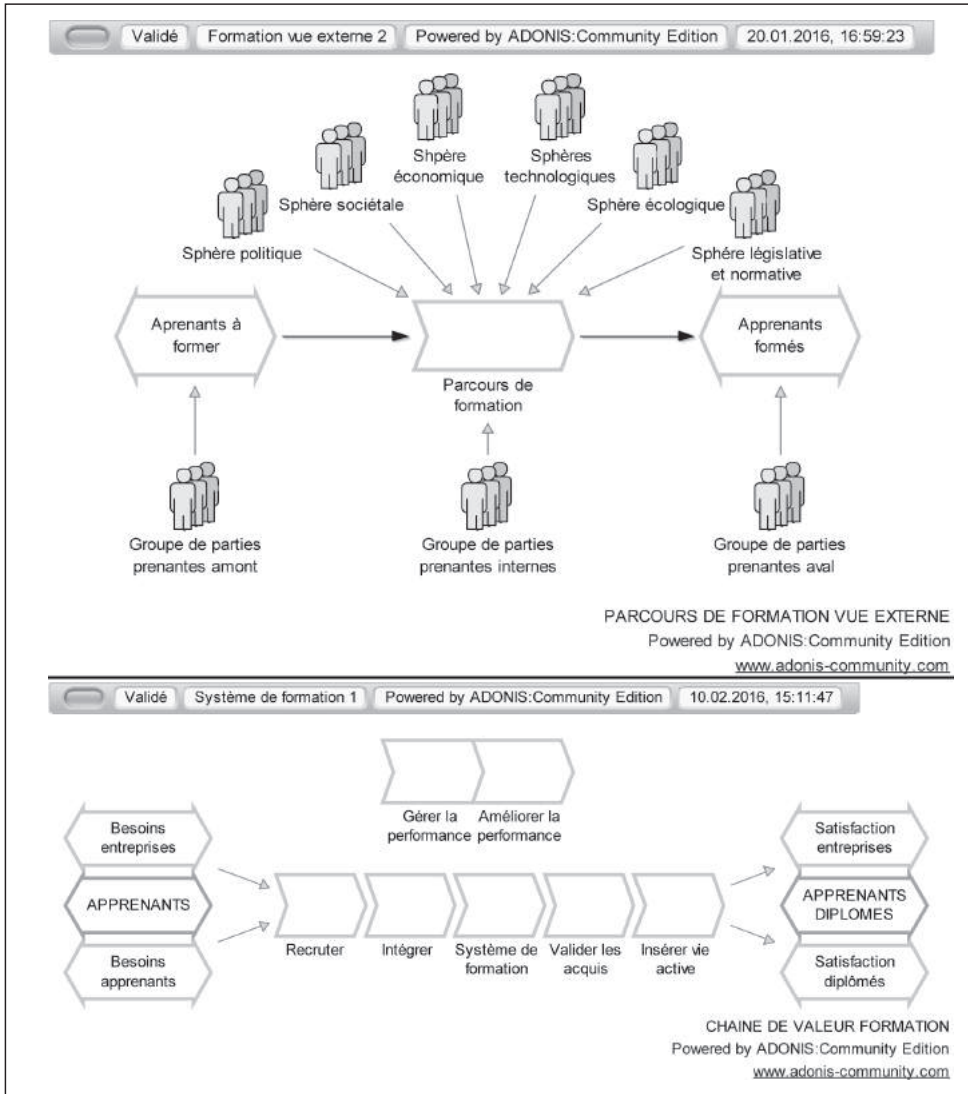 Validé Formation vue externe 2 Powered by ADONIS:Community Edition 20.01.2016, 16:59:23
Shpère
économique
Sphères
technologiques
Sphère sociétale
Sphère écologique
Sphère politique
Sphére législative
et normative
Aprenants à
former
Parcours de
formation
Apprenants
formés
Groupe de parties
prenantes amont
Groupe de parties
prenantes internes
Groupe de parties
prenantes aval
PARCOURS DE FORMATION VUE EXTERNE
Powered by ADONIS:Community Edition
www.adonis-community.com
Validé Système de formation 1 Powered by ADONIS:Community Edition 10.02.2016, 15:11:47
Gérer la
performance
Améliorer la
performance
Besoins
entreprises
APPRENANTS
Besoins
apprenants
Recruter
Intégrer
Système de
formation
Valider les
acquis
Insérer vie
active
Satisfaction
entreprises
APPRENANTS
DIPLOMES
Satisfaction
diplômés
CHAINE DE VALEUR FORMATION
Powered by ADONIS:Community Edition
www.adonis-community.com